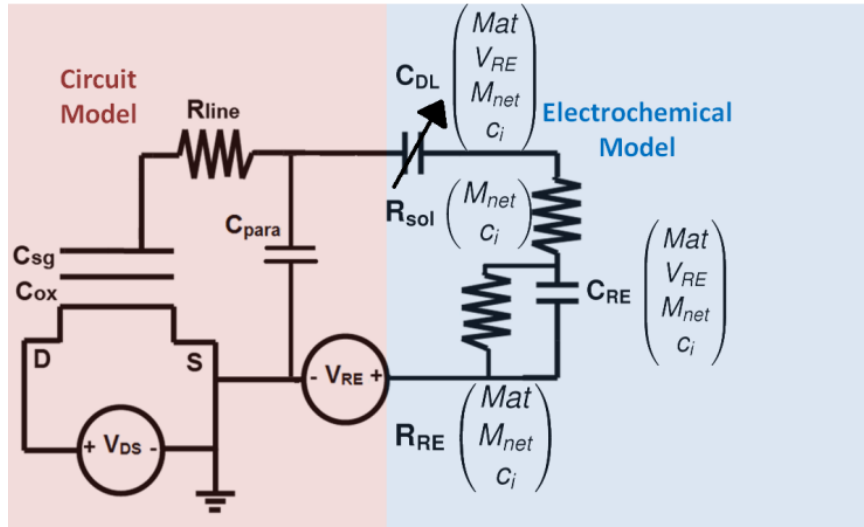 Circuit
Model
Rline
Csg
Cox
Cpara
D
S
+ VDS -
- VRE +
CDL
Mat
VRE
Mnet
ci
Electrochemical
Model
Rsol
Mnet
ci
CRE
Mat
VRE
Mnet
ci
RRE
Mat
Mnet
ci